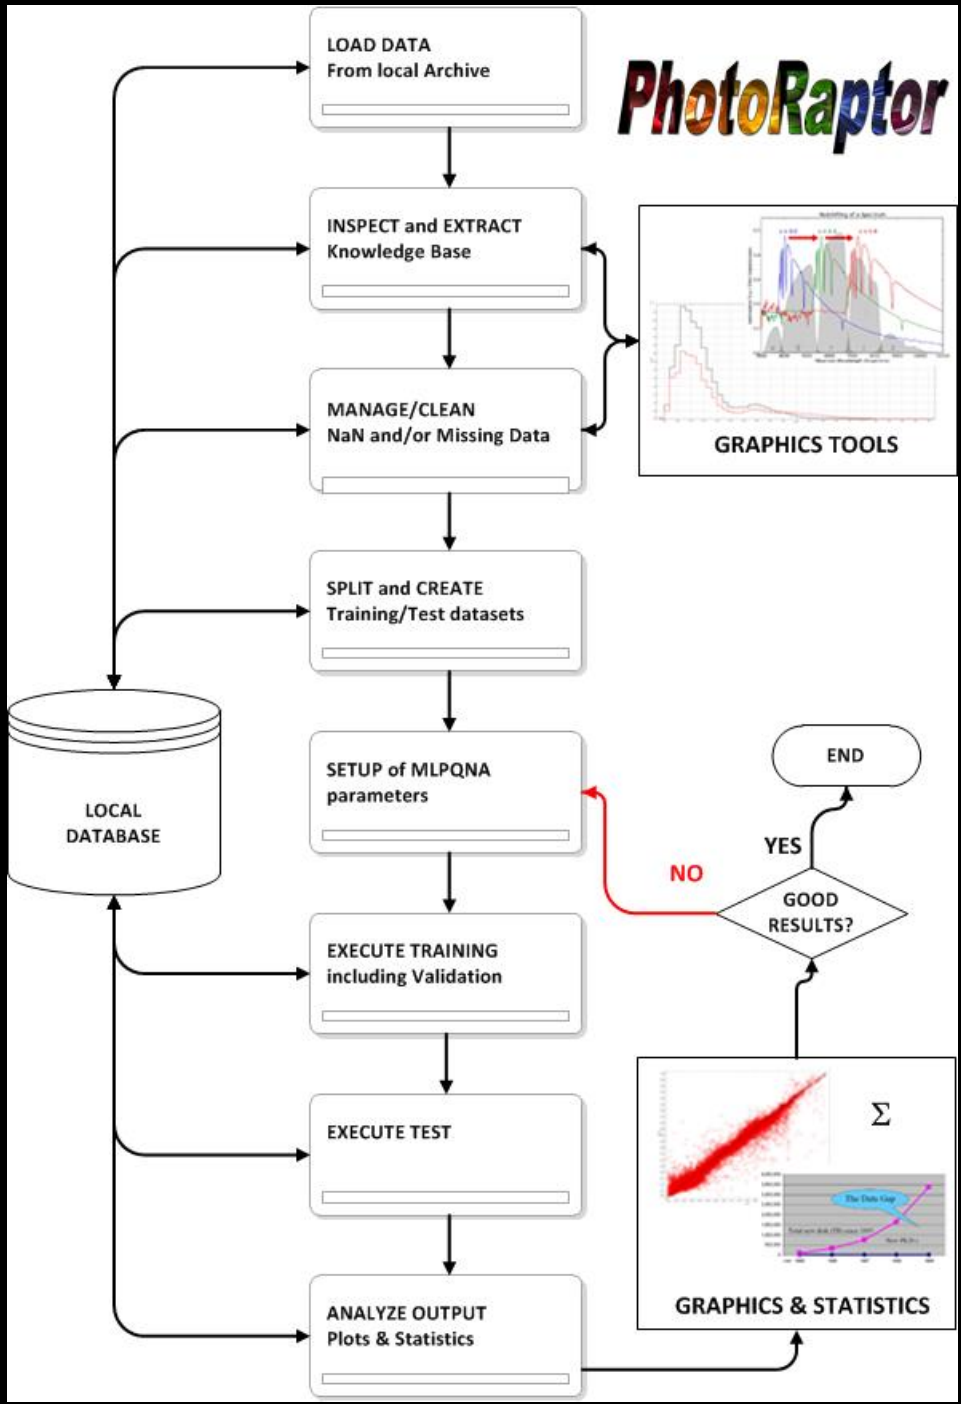 LOAD DATA
From local Archive
PhotoRaptor
INSPECT and EXTRACT
Knowledge Base
MANAGE/CLEAN
NaN and/or Missing Data
GRAPHICS TOOLS
SPLIT and CREATE
Training/Test datasets
SETUP of MLPQNA
parameters
END
LOCAL
DATABASE
YES
NO
GOOD
RESULTS?
EXECUTE TRAINING
including Validation
EXECUTE TEST
Σ
The Data Gap
GRAPHICS & STATISTICS
ANALYZE OUTPUT
Plots & Statistics